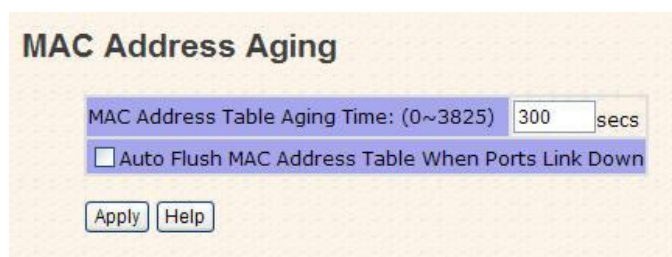 MAC Address Aging
MAC Address Table Aging Time: (0~3825) 300 secs
Auto Flush MAC Address Table When Ports Link Down
Apply Help